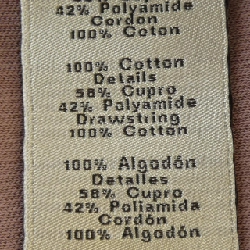 42% Polyamide
Cordon
100% Coton
100% Cotton
Details
58% Cupro
42% Polyamide
Drawstring
100% Cotton
100% Algodón
Detalles
58% Cupro
42% Poliamida
Cordón
100% Algodón